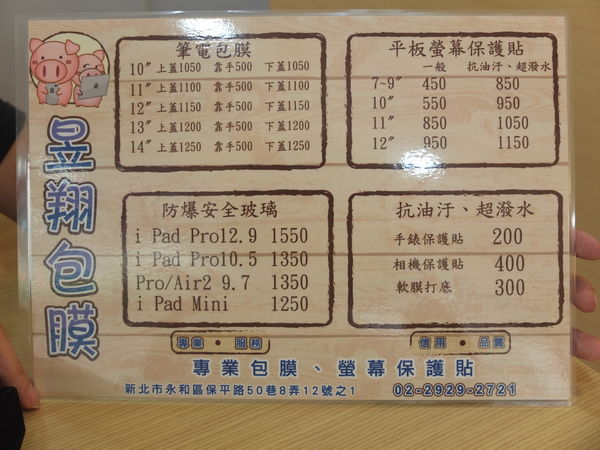 昱翔包膜
筆電包膜
10″ 上蓋1050 靠手500 下蓋1050
11″ 上蓋1100 靠手500 下蓋1100
12″ 上蓋1150 靠手500 下蓋1150
13″ 上蓋1200 靠手500 下蓋1200
14″ 上蓋1250 靠手500 下蓋1250
平板螢幕保護貼
一般 抗油汙、超潑水
7~9″ 450 850
10″ 550 950
11″ 850 1050
12″ 950 1150
防爆安全玻璃
i Pad Pro12.9 1550
i Pad Pro10.5 1350
Pro/Air2 9.7 1350
i Pad Mini 1250
抗油汙、超潑水
手錶保護貼 200
相機保護貼 400
軟膜打底 300
專業・服務
信用・品質
專業包膜、螢幕保護貼
新北市永和區保平路50巷8弄12號之1 02-2929-2721